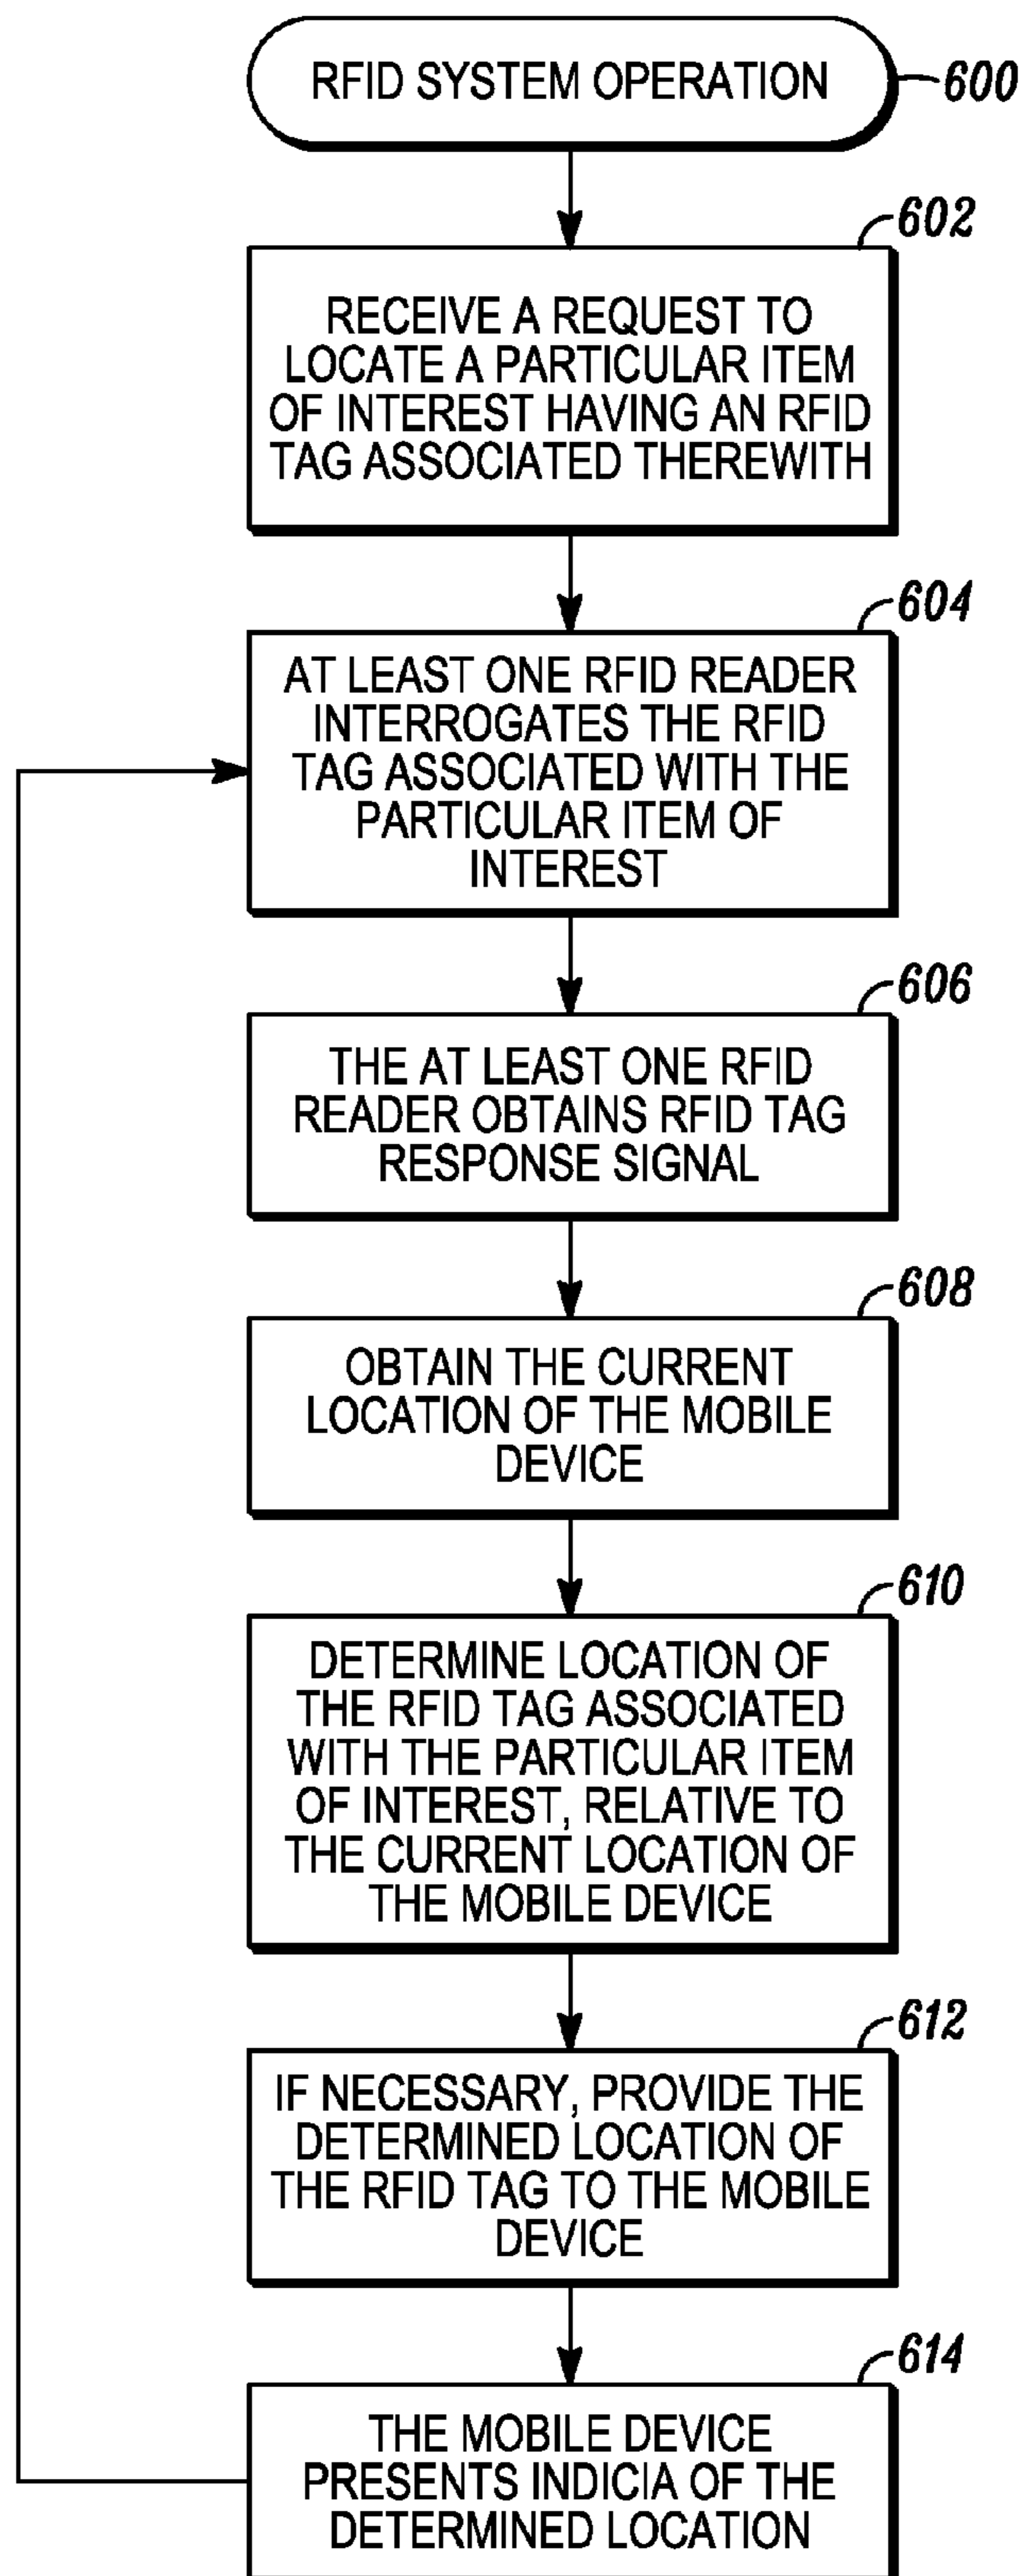 RFID SYSTEM OPERATION
600
602
RECEIVE A REQUEST TO
LOCATE A PARTICULAR ITEM
OF INTEREST HAVING AN RFID
TAG ASSOCIATED THEREWITH
604
AT LEAST ONE RFID READER
INTERROGATES THE RFID
TAG ASSOCIATED WITH THE
PARTICULAR ITEM OF
INTEREST
606
THE AT LEAST ONE RFID
READER OBTAINS RFID TAG
RESPONSE SIGNAL
608
OBTAIN THE CURRENT
LOCATION OF THE MOBILE
DEVICE
610
DETERMINE LOCATION OF
THE RFID TAG ASSOCIATED
WITH THE PARTICULAR ITEM
OF INTEREST, RELATIVE TO
THE CURRENT LOCATION OF
THE MOBILE DEVICE
612
IF NECESSARY, PROVIDE THE
DETERMINED LOCATION OF
THE RFID TAG TO THE MOBILE
DEVICE
614
THE MOBILE DEVICE
PRESENTS INDICIA OF THE
DETERMINED LOCATION